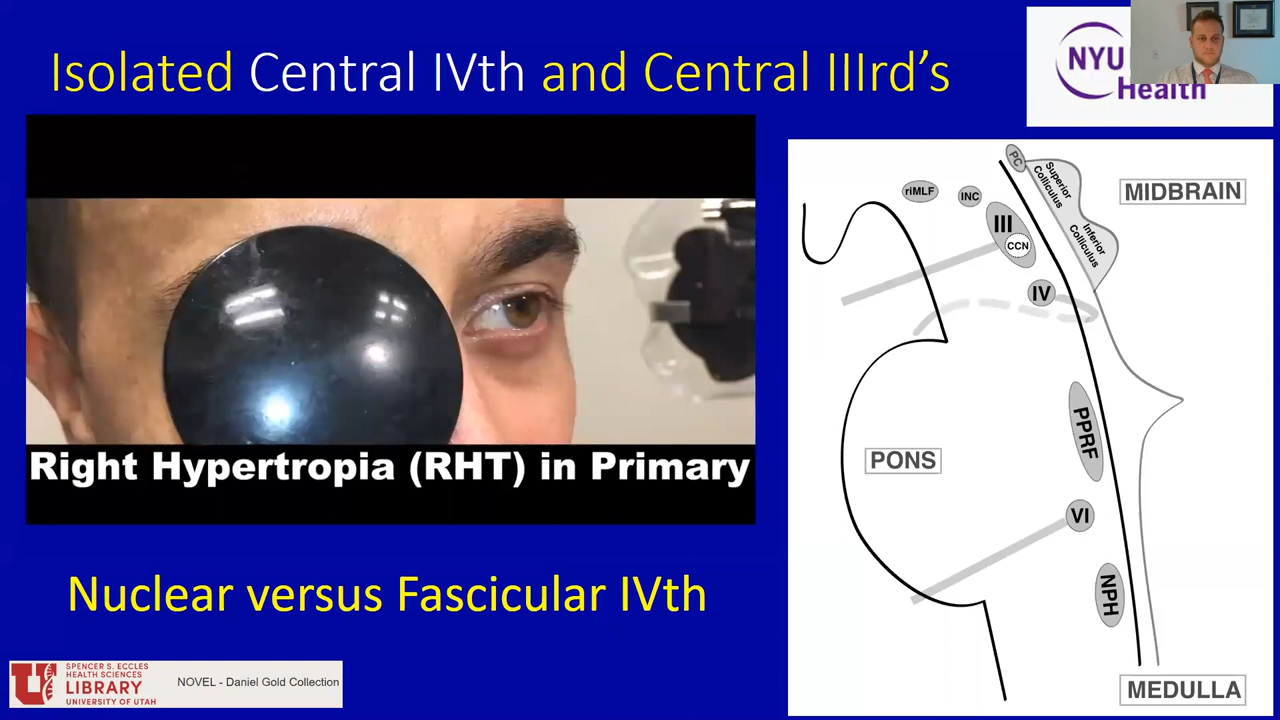 Isolated Central IVth and Central IIIrd’s
NYU
Health
Right Hypertropia (RHT) in Primary
Nuclear versus Fascicular IVth
SPENCER S. ECCLES
HEALTH SCIENCES
LIBRARY
UNIVERSITY OF UTAH
NOVEL - Daniel Gold Collection
PC
Superior
Colliculus
MIDBRAIN
riMLF
INC
III
CCN
Inferior
Colliculus
IV
PPRF
PONS
VI
NPH
MEDULLA